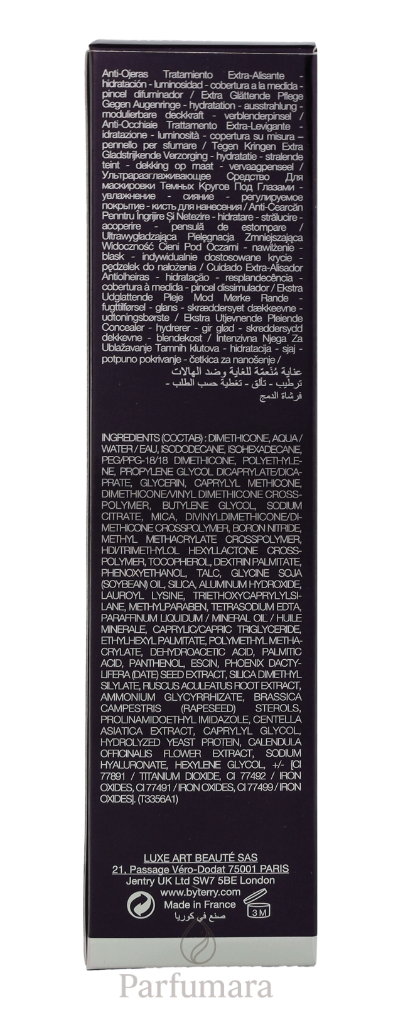 Anti-Ojeras Tratamiento Extra-Alisante -
hidratación - luminosidad - cobertura a la medida -
pincel difuminador / Extra Glättende Pflege
Gegen Augenringe - hydratation - ausstrahlung -
modulierbare deckkraft - verblenderpinsel /
Anti-Occhiaie Trattamento Extra-Levigante -
idratazione - luminosità - copertura su misura –
pennello per sfumare / Tegen Kringen Extra
Gladstrijkende Verzorging - hydratatie - stralende
teint - dekking op maat - vervaagpenseel /
Ультраразглаживающее Средство Для
маскировки Темных Кругов Под Глазами -
увлажнение - сияние - регулируемое
покрытие - кисть для нанесения / Anti-Cearcăn
Penntru Îngrijire Și Netezire - hidratare - strălucire -
acoperire - pensulă de estompare /
Ultrawygładzająca Pielęgnacja Zmniejszająca
Widoczność Cieni Pod Oczami - nawilżenie -
blask - indywidualnie dostosowane krycie -
pędzelek do nałożenia / Cuidado Extra-Alisador
Antiolheiras - hidratação - resplandecência -
cobertura à medida - pincel dissimulador / Ekstra
Udglattende Pleje Mod Mørke Rande -
fugttilførsel - glans - skræddersyet dækkeevne -
udtoningsbørste / Ekstra Utjevnende Pleiende
Concealer - hydrerer - gir glød - skreddersydd
dekkevne - blendekost / Intenzivna Njega Za
Ublažavanje Tamnih klutova - hidratacija - sjaj -
potpuno pokrivanje - četkica za nanošenje /
عناية مُنَعِمّة للغاية وضد الهالات
- ترطيب - تألق - تغطية حسب الطلب
فرشاة الدمج
INGREDIENTS (COCTAB) : DIMETHICONE, AQUA /
WATER / EAU, ISODODECANE, ISOHEXADECANE,
PEG/PPG-18/18 DIMETHICONE, POLYETHYLE-
NE, PROPYLENE GLYCOL DICAPRYLATE/DICA-
PRATE, GLYCERIN, CAPRYLYL METHICONE,
DIMETHICONE/VINYL DIMETHICONE CROSS-
POLYMER, BUTYLENE GLYCOL, SODIUM
CITRATE, MICA, DIVINYLDIMETHICONE/DI-
METHICONE CROSSPOLYMER, BORON NITRIDE,
METHYL METHACRYLATE CROSSPOLYMER,
HDI/TRIMETHYLOL HEXYLLACTONE CROSS-
POLYMER, TOCOPHEROL, DEXTRIN PALMITATE,
PHENOXYETHANOL, TALC, GLYCINE SOJA
(SOYBEAN) OIL, SILICA, ALUMINUM HYDROXIDE,
LAUROYL LYSINE, TRIETHOXYCAPRYLYLSI-
LANE, METHYLPARABEN, TETRASODIUM EDTA,
PARAFFINUM LIQUIDUM / MINERAL OIL / HUILE
MINERALE, CAPRYLIC/CAPRIC TRIGLYCERIDE,
ETHYLHEXYL PALMITATE, POLYMETHYL METHA-
CRYLATE, DEHYDROACETIC ACID, PALMITIC
ACID, PANTHENOL, ESCIN, PHOENIX DACTY-
LIFERA (DATE) SEED EXTRACT, SILICA DIMETHYL
SILYLATE, RUSCUS ACULEATUS ROOT EXTRACT,
AMMONIUM GLYCYRRHIZATE, BRASSICA
CAMPESTRIS (RAPESEED) STEROLS,
PROLINAMIDOETHYL IMIDAZOLE, CENTELLA
ASIATICA EXTRACT, CAPRYLYL GLYCOL,
HYDROLYZED YEAST PROTEIN, CALENDULA
OFFICINALIS FLOWER EXTRACT, SODIUM
HYALURONATE, HEXYLENE GLYCOL, +/- [CI
77891 / TITANIUM DIOXIDE, CI 77492 / IRON
OXIDES, CI 77491 / IRON OXIDES, CI 77499 / IRON
OXIDES]. (T3356A1)
LUXE ART BEAUTÉ SAS
21, Passage Véro-Dodat 75001 PARIS
Jentry UK Ltd SW7 5BE London
www.byterry.com
Made in France
صنع في كوريا
3 M
Parfumara